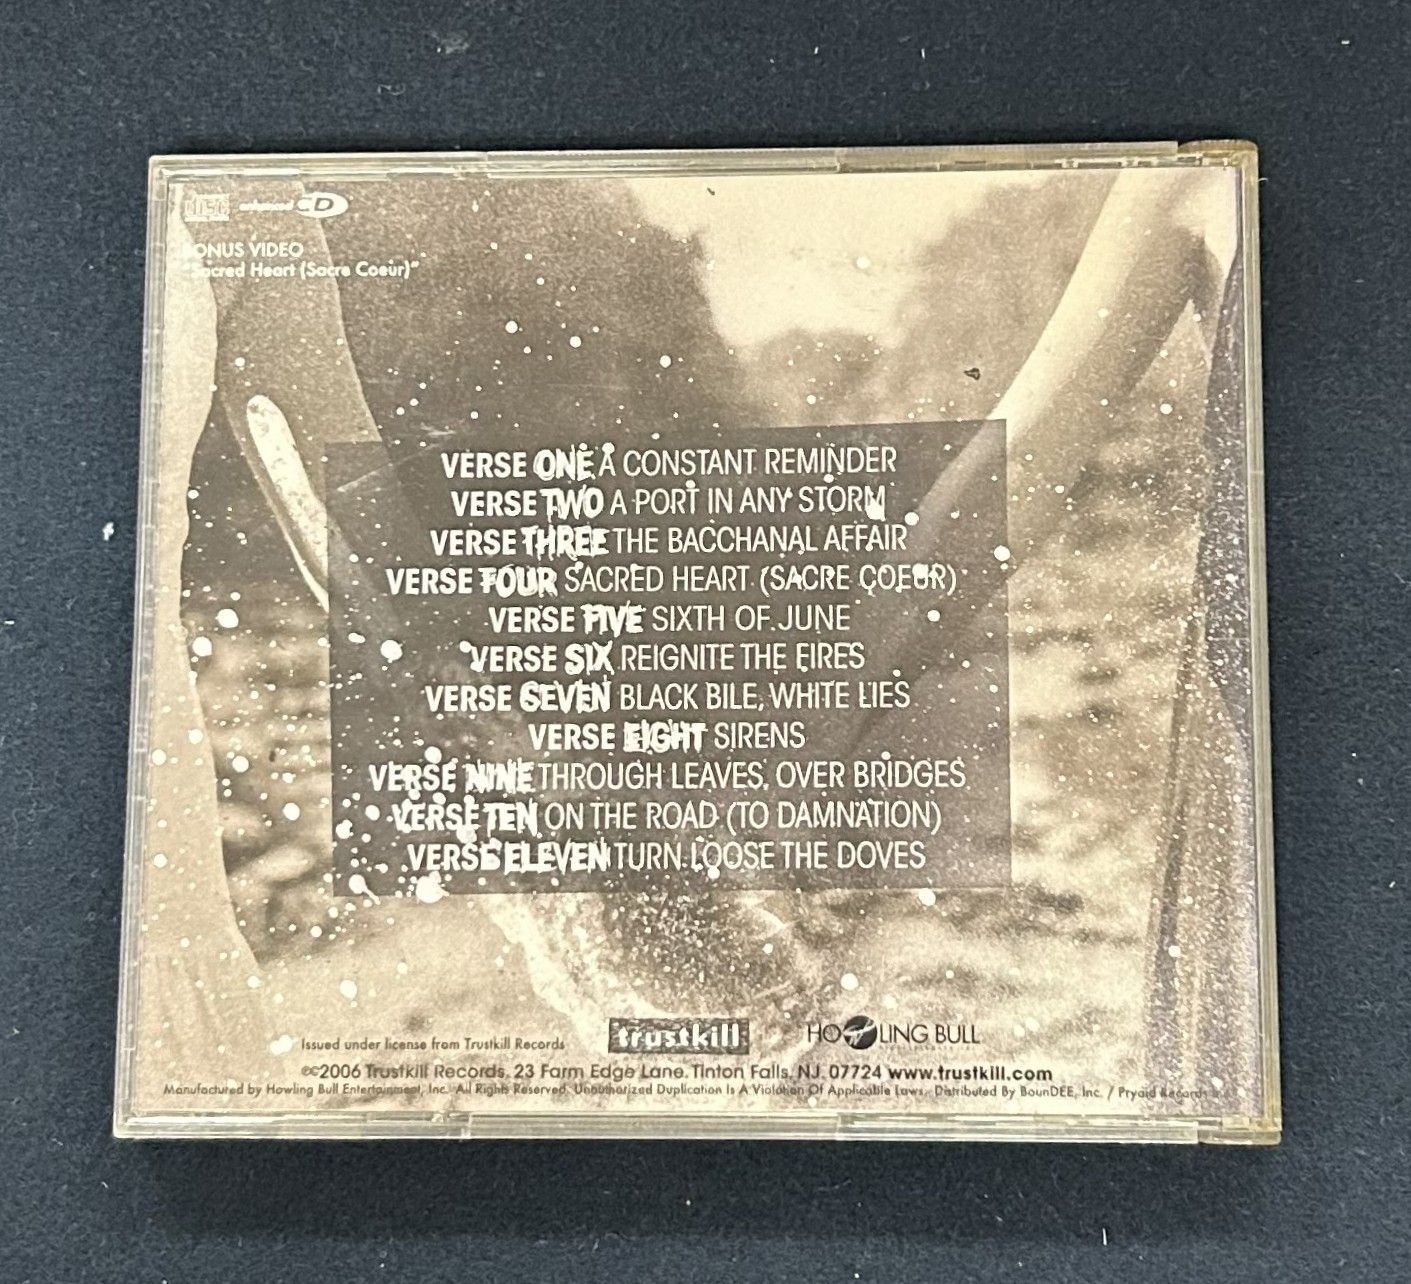 disc
enhanced CD
BONUS VIDEO
"Sacred Heart (Sacre Coeur)"
VERSE ONE A CONSTANT REMINDER
VERSE TWO A PORT IN ANY STORM
VERSE THREE THE BACCHANAL AFFAIR
VERSE FOUR SACRED HEART (SACRE COEUR)
VERSE FIVE SIXTH OF JUNE
VERSE SIX REIGNITE THE FIRES
VERSE SEVEN BLACK BILE, WHITE LIES
VERSE EIGHT SIRENS
VERSE NINE THROUGH LEAVES, OVER BRIDGES
VERSE TEN ON THE ROAD (TO DAMNATION)
VERSE ELEVEN TURN LOOSE THE DOVES
Issued under license from Trustkill Records
trustkill
HOWLING BULL
℗©2006 Trustkill Records. 23 Farm Edge Lane. Tinton Falls, NJ. 07724 www.trustkill.com
Manufactured by Howling Bull Entertainment, Inc. All Rights Reserved. Unauthorized Duplication Is A Violation Of Applicable Laws. Distributed By BounDEE, Inc. / Pryaid Records